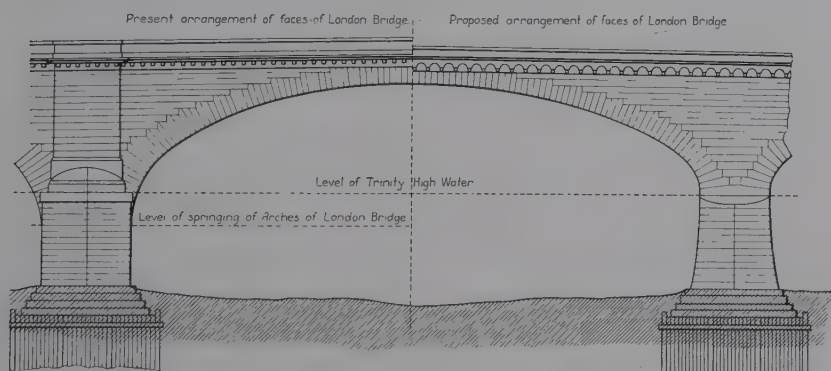 Present arrangement of faces of London Bridge.
Proposed arrangement of faces of London Bridge
Level of Trinity High Water
Level of springing of Arches of London Bridge